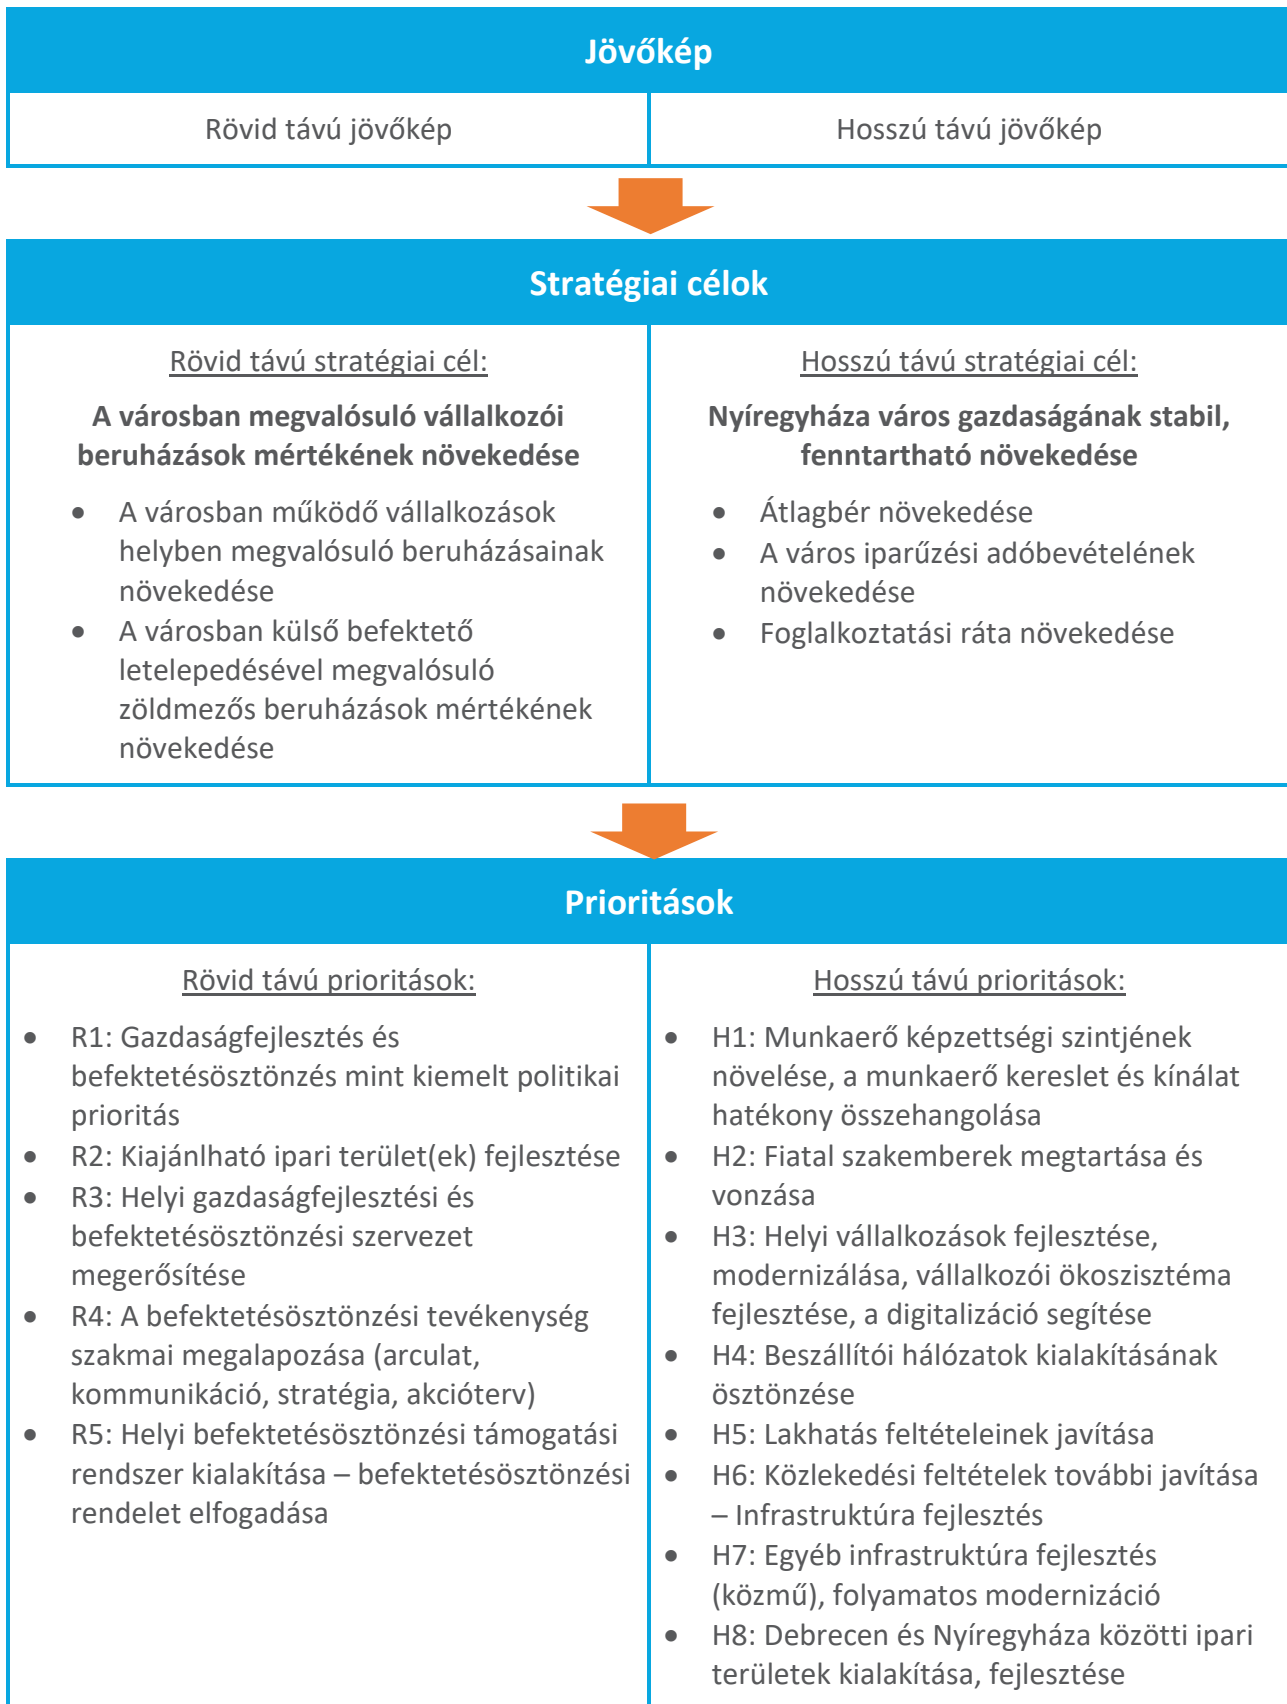 Jövőkép
Rövid távú jövőkép
Hosszú távú jövőkép
Stratégiai célok
Rövid távú stratégiai cél:
A városban megvalósuló vállalkozói
beruházások mértékének növekedése
• A városban működő vállalkozások
helyben megvalósuló beruházásainak
növekedése
• A városban külső befektető
letelepedésével megvalósuló
zöldmezős beruházások mértékének
növekedése
Hosszú távú stratégiai cél:
Nyíregyháza város gazdaságának stabil,
fenntartható növekedése
• Átlagbér növekedése
• A város iparűzési adóbevételének
növekedése
• Foglalkoztatási ráta növekedése
Prioritások
Rövid távú prioritások:
• R1: Gazdaságfejlesztés és
befektetésösztönzés mint kiemelt politikai
prioritás
• R2: Kiajánlható ipari terület(ek) fejlesztése
• R3: Helyi gazdaságfejlesztési és
befektetésösztönzési szervezet
megerősítése
• R4: A befektetésösztönzési tevékenység
szakmai megalapozása (arculat,
kommunikáció, stratégia, akcióterv)
• R5: Helyi befektetésösztönzési támogatási
rendszer kialakítása – befektetésösztönzési
rendelet elfogadása
Hosszú távú prioritások:
• H1: Munkaerő képzettségi szintjének
növelése, a munkaerő kereslet és kínálat
hatékony összehangolása
• H2: Fiatal szakemberek megtartása és
vonzása
• H3: Helyi vállalkozások fejlesztése,
modernizálása, vállalkozói ökoszisztéma
fejlesztése, a digitalizáció segítése
• H4: Beszállítói hálózatok kialakításának
ösztönzése
• H5: Lakhatás feltételeinek javítása
• H6: Közlekedési feltételek további javítása
– Infrastruktúra fejlesztés
• H7: Egyéb infrastruktúra fejlesztés
(közmű), folyamatos modernizáció
• H8: Debrecen és Nyíregyháza közötti ipari
területek kialakítása, fejlesztése